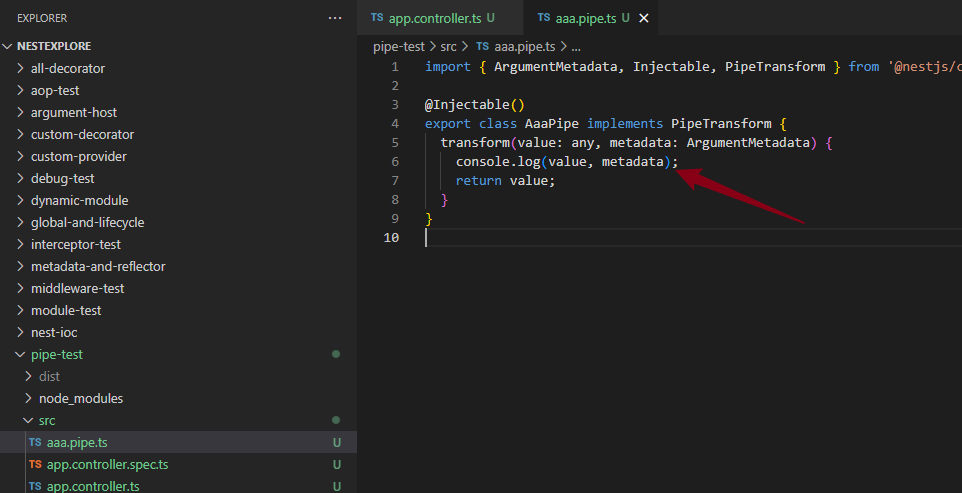 EXPLORER ...
NESTEXPLORE
all-decorator
aop-test
argument-host
custom-decorator
custom-provider
debug-test
dynamic-module
global-and-lifecycle
interceptor-test
metadata-and-reflector
middleware-test
module-test
nest-ioc
pipe-test
dist
node_modules
src
TS aaa.pipe.ts U
TS app.controller.spec.ts U
TS app.controller.ts U
TS app.controller.ts U TS aaa.pipe.ts U
pipe-test > src > TS aaa.pipe.ts > ...
1 import { ArgumentMetadata, Injectable, PipeTransform } from '@nestjs/c
2
3 @Injectable()
4 export class AaaPipe implements PipeTransform {
5 transform(value: any, metadata: ArgumentMetadata) {
6 console.log(value, metadata);
7 return value;
8 }
9 }
10